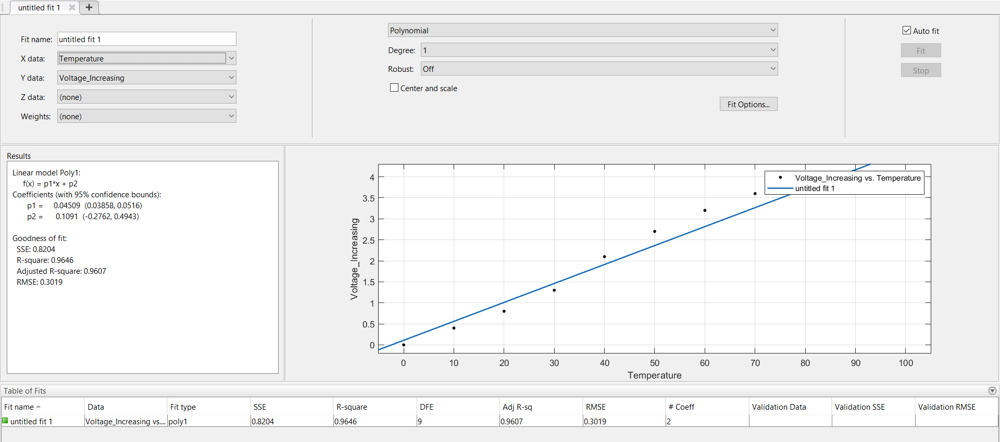 untitled fit 1
Fit name: untitled fit 1
X data: Temperature
Y data: Voltage_Increasing
Z data: (none)
Weights: (none)
Polynomial
Degree: 1
Robust: Off
Center and scale
Fit Options...
Auto fit
Fit
Stop
Results
Linear model Poly1:
f(x) = p1*x + p2
Coefficients (with 95% confidence bounds):
p1 = 0.04509 (0.03858, 0.0516)
p2 = 0.1091 (-0.2762, 0.4943)
Goodness of fit:
SSE: 0.8204
R-square: 0.9646
Adjusted R-square: 0.9607
RMSE: 0.3019
Voltage_Increasing vs. Temperature
untitled fit 1
4
3.5
3
2.5
2
1.5
1
0.5
0
Voltage_Increasing
0 10 20 30 40 50 60 70 80 90 100
Temperature
Table of Fits
Fit name Data Fit type SSE R-square DFE Adj R-sq RMSE # Coeff Validation Data Validation SSE Validation RMSE
untitled fit 1 Voltage_Increasing vs.... poly1 0.8204 0.9646 9 0.9607 0.3019 2